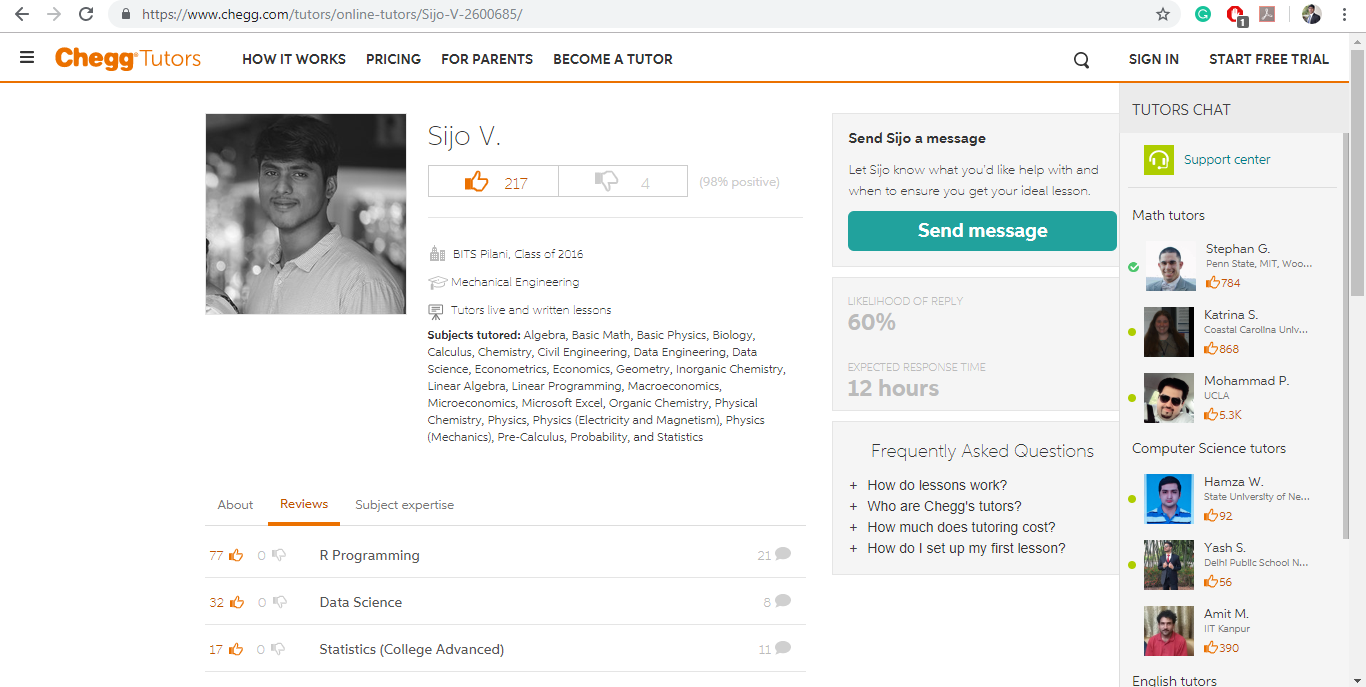 https://www.chegg.com/tutors/online-tutors/Sijo-V-2600685/
1
Chegg Tutors
HOW IT WORKS
PRICING
FOR PARENTS
BECOME A TUTOR
SIGN IN
START FREE TRIAL
Sijo V.
217
4
(98% positive)
BITS Pilani, Class of 2016
Mechanical Engineering
Tutors live and written lessons
Subjects tutored: Algebra, Basic Math, Basic Physics, Biology,
Calculus, Chemistry, Civil Engineering, Data Engineering, Data
Science, Econometrics, Economics, Geometry, Inorganic Chemistry,
Linear Algebra, Linear Programming, Macroeconomics,
Microeconomics, Microsoft Excel, Organic Chemistry, Physical
Chemistry, Physics, Physics (Electricity and Magnetism), Physics
(Mechanics), Pre-Calculus, Probability, and Statistics
About
Reviews
Subject expertise
77
0
R Programming
21
32
0
Data Science
8
17
0
Statistics (College Advanced)
11
Send Sijo a message
Let Sijo know what you'd like help with and
when to ensure you get your ideal lesson.
Send message
LIKELIHOOD OF REPLY
60%
EXPECTED RESPONSE TIME
12 hours
Frequently Asked Questions
+ How do lessons work?
+ Who are Chegg's tutors?
+ How much does tutoring cost?
+ How do I set up my first lesson?
TUTORS CHAT
Support center
Math tutors
Stephan G.
Penn State, MIT, Woo...
784
Katrina S.
Coastal Carolina Univ...
868
Mohammad P.
UCLA
5.3K
Computer Science tutors
Hamza W.
State University of Ne...
92
Yash S.
Delhi Public School N...
56
Amit M.
IIT Kanpur
390
English tutors